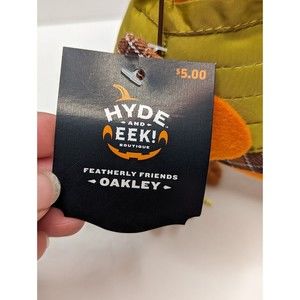 $5.00
HYDE
AND
EEK!
BOUTIQUE
FEATHERLY FRIENDS
OAKLEY